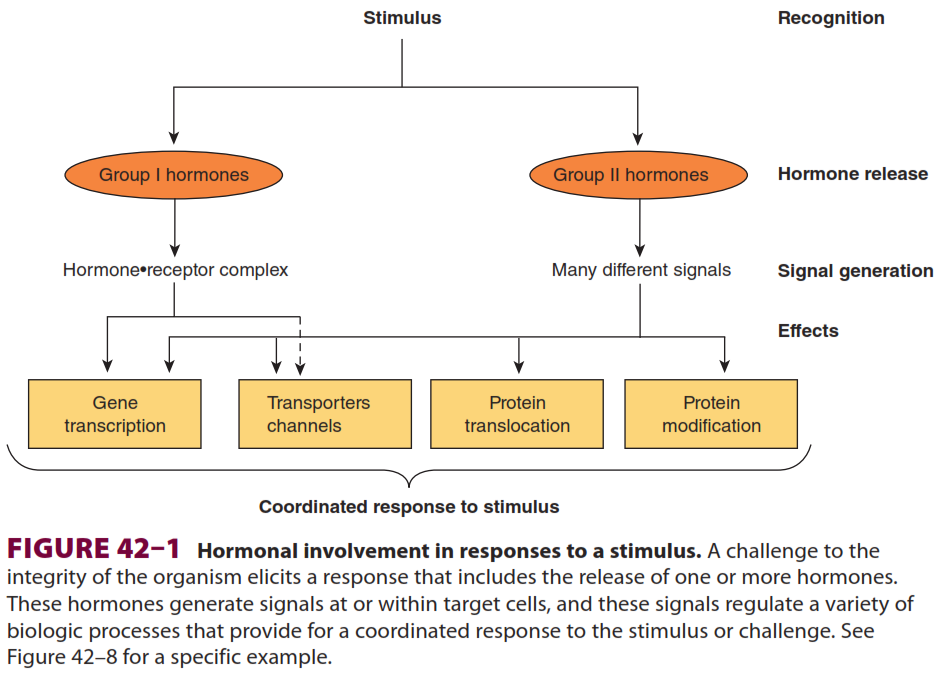 Stimulus
Recognition
Group I hormones
Group II hormones
Hormone release
Hormone•receptor complex
Many different signals
Signal generation
Effects
Gene
transcription
Transporters
channels
Protein
translocation
Protein
modification
Coordinated response to stimulus
FIGURE 42–1 Hormonal involvement in responses to a stimulus. A challenge to the
integrity of the organism elicits a response that includes the release of one or more hormones.
These hormones generate signals at or within target cells, and these signals regulate a variety of
biologic processes that provide for a coordinated response to the stimulus or challenge. See
Figure 42–8 for a specific example.